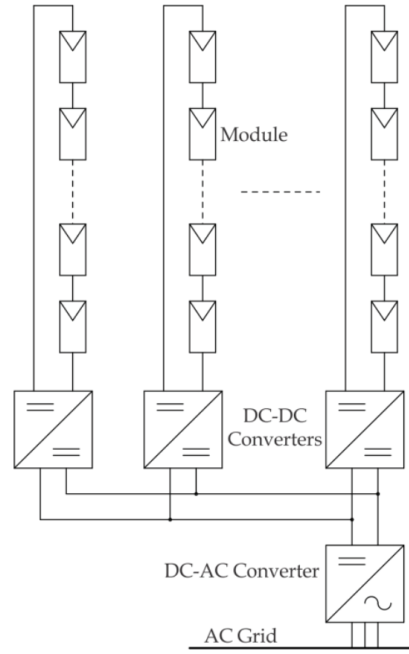 Module
DC-DC
Converters
DC-AC Converter
AC Grid